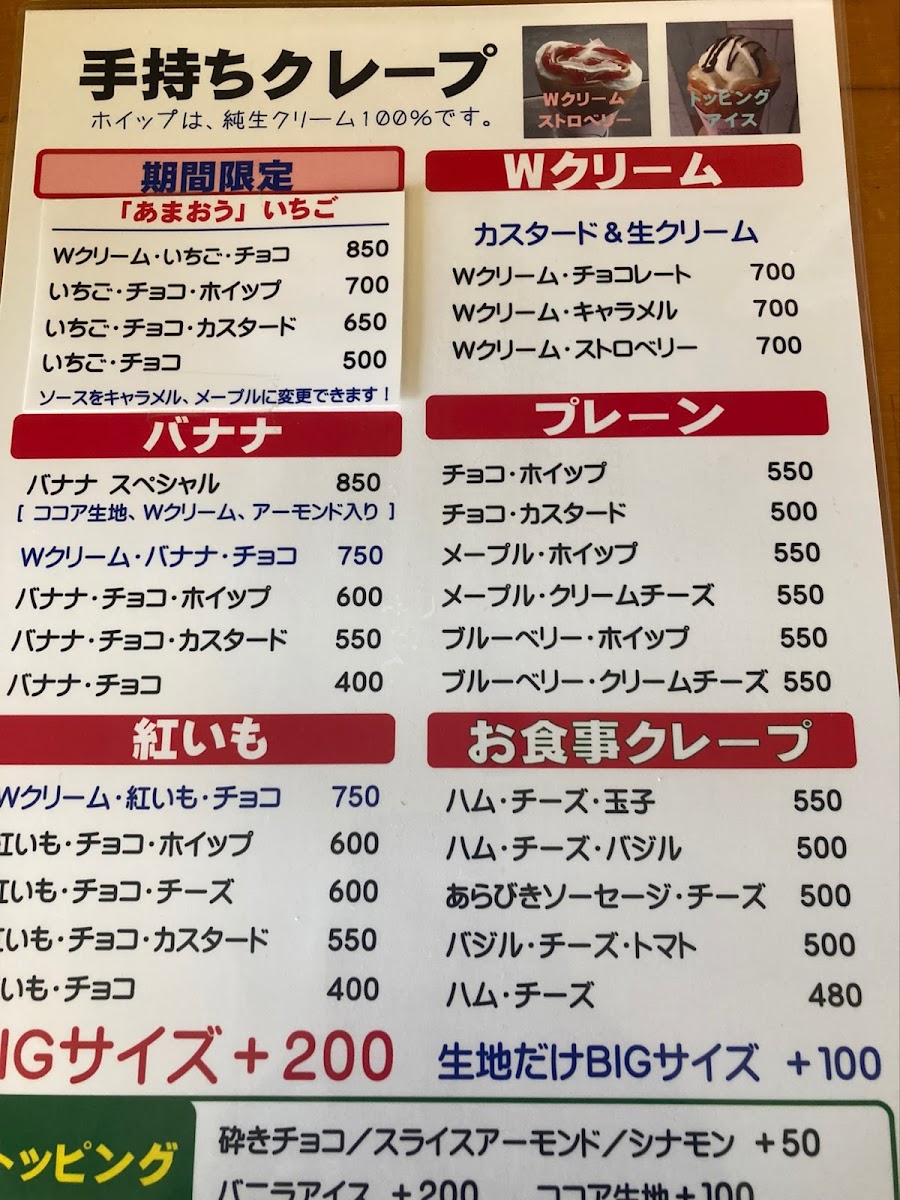 手持ちクレープ
ホイップは、純生クリーム100%です。
Wクリーム
ストロベリー
トッピング
アイス
期間限定
「あまおう」いちご
Wクリーム・いちご・チョコ 850
いちご・チョコ・ホイップ 700
いちご・チョコ・カスタード 650
いちご・チョコ 500
ソースをキャラメル、メープルに変更できます!
バナナ
バナナ スペシャル 850
[ ココア生地、Wクリーム、アーモンド入り ]
Wクリーム・バナナ・チョコ 750
バナナ・チョコ・ホイップ 600
バナナ・チョコ・カスタード 550
バナナ・チョコ 400
紅いも
Wクリーム・紅いも・チョコ 750
紅いも・チョコ・ホイップ 600
紅いも・チョコ・チーズ 600
紅いも・チョコ・カスタード 550
いも・チョコ 400
IGサイズ+200
Wクリーム
カスタード&生クリーム
Wクリーム・チョコレート 700
Wクリーム・キャラメル 700
Wクリーム・ストロベリー 700
プレーン
チョコ・ホイップ 550
チョコ・カスタード 500
メープル・ホイップ 550
メープル・クリームチーズ 550
ブルーベリー・ホイップ 550
ブルーベリー・クリームチーズ 550
お食事クレープ
ハム・チーズ・玉子 550
ハム・チーズ・バジル 500
あらびきソーセージ・チーズ 500
バジル・チーズ・トマト 500
ハム・チーズ 480
生地だけBIGサイズ +100
トッピング
砕きチョコ/スライスアーモンド/シナモン +50
バニラアイス +200 ココア生地+100